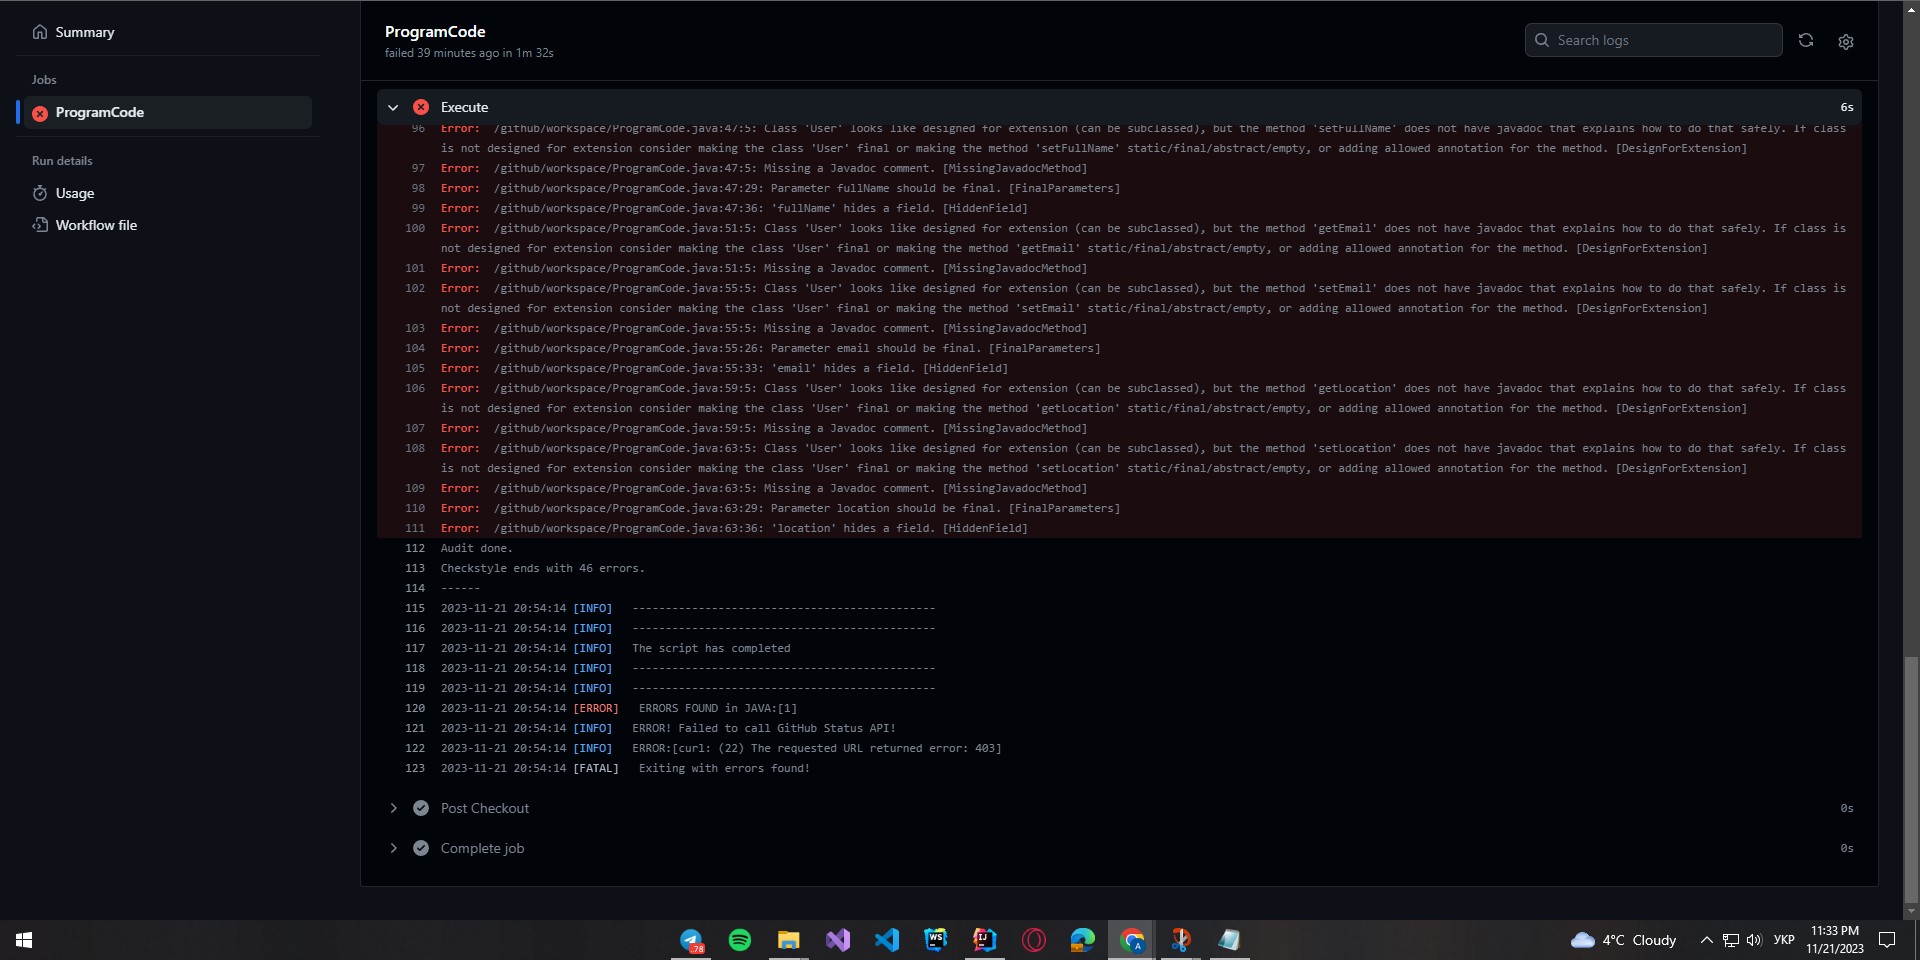 Summary
Jobs
ProgramCode
Run details
Usage
Workflow file
ProgramCode
failed 39 minutes ago in 1m 32s
Search logs
Execute
6s
96 Error: /github/workspace/ProgramCode.java:47:5: Class 'User' looks like designed for extension (can be subclassed), but the method 'setFullName' does not have javadoc that explains how to do that safely. If class
is not designed for extension consider making the class 'User' final or making the method 'setFullName' static/final/abstract/empty, or adding allowed annotation for the method. [DesignForExtension]
97 Error: /github/workspace/ProgramCode.java:47:5: Missing a Javadoc comment. [MissingJavadocMethod]
98 Error: /github/workspace/ProgramCode.java:47:29: Parameter fullName should be final. [FinalParameters]
99 Error: /github/workspace/ProgramCode.java:47:36: 'fullName' hides a field. [HiddenField]
100 Error: /github/workspace/ProgramCode.java:51:5: Class 'User' looks like designed for extension (can be subclassed), but the method 'getEmail' does not have javadoc that explains how to do that safely. If class is
not designed for extension consider making the class 'User' final or making the method 'getEmail' static/final/abstract/empty, or adding allowed annotation for the method. [DesignForExtension]
101 Error: /github/workspace/ProgramCode.java:51:5: Missing a Javadoc comment. [MissingJavadocMethod]
102 Error: /github/workspace/ProgramCode.java:55:5: Class 'User' looks like designed for extension (can be subclassed), but the method 'setEmail' does not have javadoc that explains how to do that safely. If class is
not designed for extension consider making the class 'User' final or making the method 'setEmail' static/final/abstract/empty, or adding allowed annotation for the method. [DesignForExtension]
103 Error: /github/workspace/ProgramCode.java:55:5: Missing a Javadoc comment. [MissingJavadocMethod]
104 Error: /github/workspace/ProgramCode.java:55:26: Parameter email should be final. [FinalParameters]
105 Error: /github/workspace/ProgramCode.java:55:33: 'email' hides a field. [HiddenField]
106 Error: /github/workspace/ProgramCode.java:59:5: Class 'User' looks like designed for extension (can be subclassed), but the method 'getLocation' does not have javadoc that explains how to do that safely. If class
is not designed for extension consider making the class 'User' final or making the method 'getLocation' static/final/abstract/empty, or adding allowed annotation for the method. [DesignForExtension]
107 Error: /github/workspace/ProgramCode.java:59:5: Missing a Javadoc comment. [MissingJavadocMethod]
108 Error: /github/workspace/ProgramCode.java:63:5: Class 'User' looks like designed for extension (can be subclassed), but the method 'setLocation' does not have javadoc that explains how to do that safely. If class
is not designed for extension consider making the class 'User' final or making the method 'setLocation' static/final/abstract/empty, or adding allowed annotation for the method. [DesignForExtension]
109 Error: /github/workspace/ProgramCode.java:63:5: Missing a Javadoc comment. [MissingJavadocMethod]
110 Error: /github/workspace/ProgramCode.java:63:29: Parameter location should be final. [FinalParameters]
111 Error: /github/workspace/ProgramCode.java:63:36: 'location' hides a field. [HiddenField]
112 Audit done.
113 Checkstyle ends with 46 errors.
114 ------
115 2023-11-21 20:54:14 [INFO] ----------------------------------------------
116 2023-11-21 20:54:14 [INFO] ----------------------------------------------
117 2023-11-21 20:54:14 [INFO] The script has completed
118 2023-11-21 20:54:14 [INFO] ----------------------------------------------
119 2023-11-21 20:54:14 [INFO] ----------------------------------------------
120 2023-11-21 20:54:14 [ERROR] ERRORS FOUND in JAVA:[1]
121 2023-11-21 20:54:14 [INFO] ERROR! Failed to call GitHub Status API!
122 2023-11-21 20:54:14 [INFO] ERROR:[curl: (22) The requested URL returned error: 403]
123 2023-11-21 20:54:14 [FATAL] Exiting with errors found!
Post Checkout
0s
Complete job
0s
78
WS
IJ
A
4°C Cloudy
УКР
11:33 PM
11/21/2023